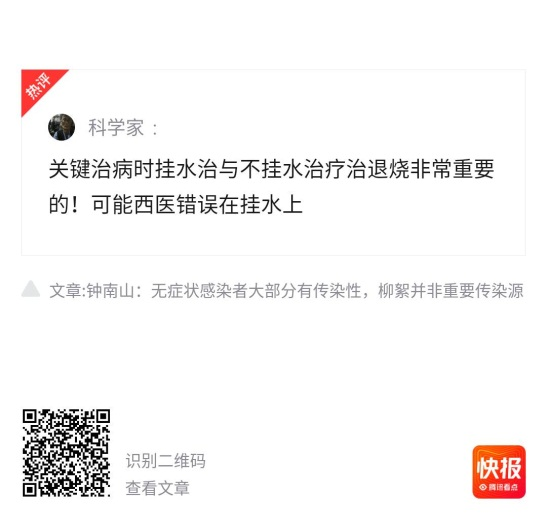 热评
科学家：
关键治病时挂水治与不挂水治疗治退烧非常重要
的！可能西医错误在挂水上
文章:钟南山：无症状感染者大部分有传染性，柳絮并非重要传染源
识别二维码
查看文章
快报
腾讯看点